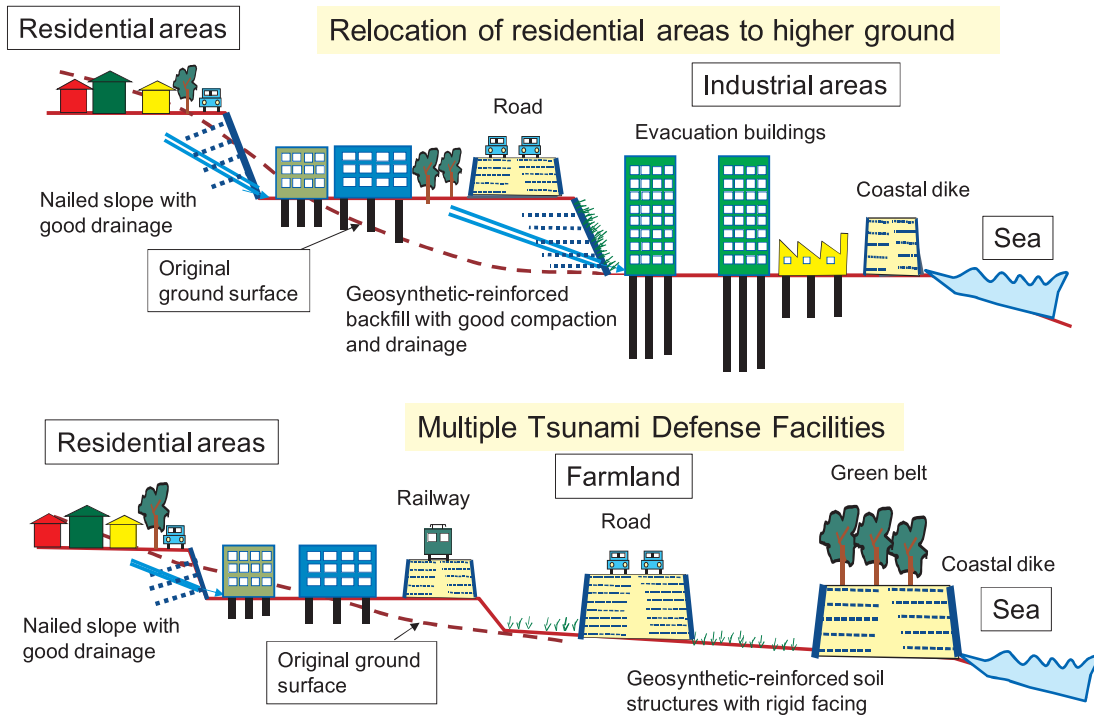 Residential areas
Relocation of residential areas to higher ground
Industrial areas
Road
Evacuation buildings
Coastal dike
Sea
Nailed slope with
good drainage
Original
ground surface
Geosynthetic-reinforced
backfill with good compaction
and drainage
Multiple Tsunami Defense Facilities
Residential areas
Farmland
Green belt
Railway
Road
Coastal dike
Sea
Nailed slope with
good drainage
Original ground
surface
Geosynthetic-reinforced soil
structures with rigid facing